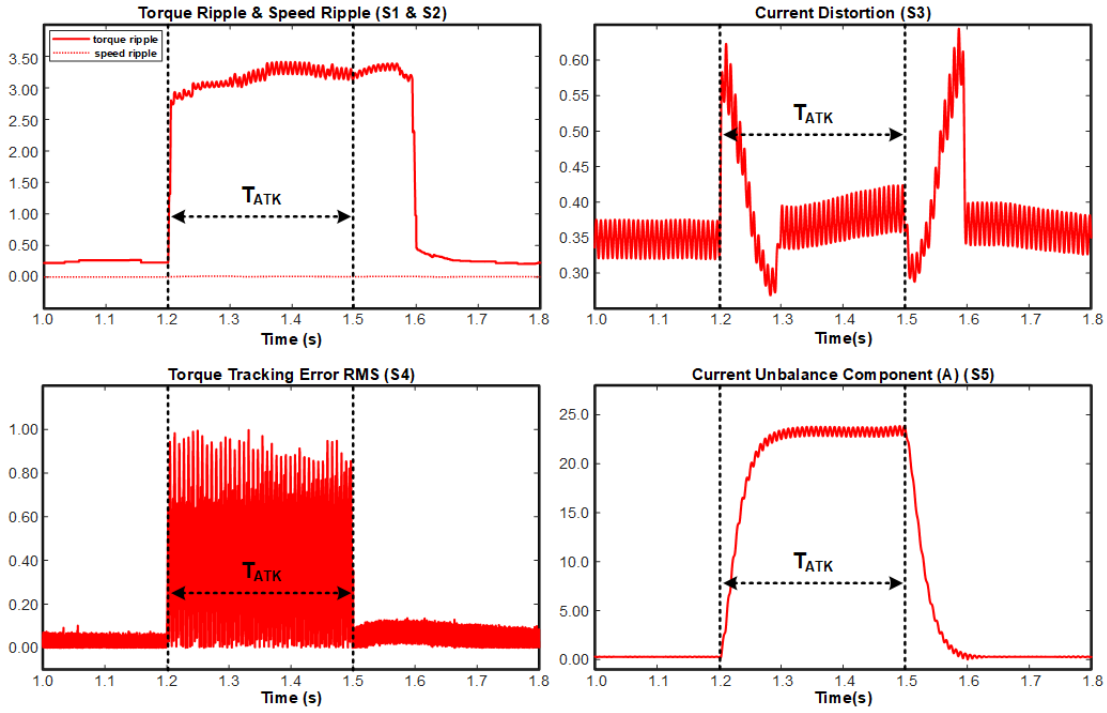 Torque Ripple & Speed Ripple (S1 & S2)
torque ripple
speed ripple
3.50
3.00
2.50
3.50
1.50
1.00
0.50
0.00
T_ATK
1.0 1.1 1.2 1.3 1.4 1.5 1.6 1.7 1.8
Time (s)
Current Distortion (S3)
0.60
0.55
0.50
0.45
0.40
0.35
0.30
T_ATK
1.0 1.1 1.2 1.3 1.4 1.5 1.6 1.7 1.8
Time(s)
Torque Tracking Error RMS (S4)
1.00
0.80
0.60
0.40
0.20
0.00
T_ATK
1.0 1.1 1.2 1.3 1.4 1.5 1.6 1.7 1.8
Time (s)
Current Unbalance Component (A) (S5)
25.0
20.0
15.0
10.0
5.00
0.00
T_ATK
1.0 1.1 1.2 1.3 1.4 1.5 1.6 1.7 1.8
Time(s)